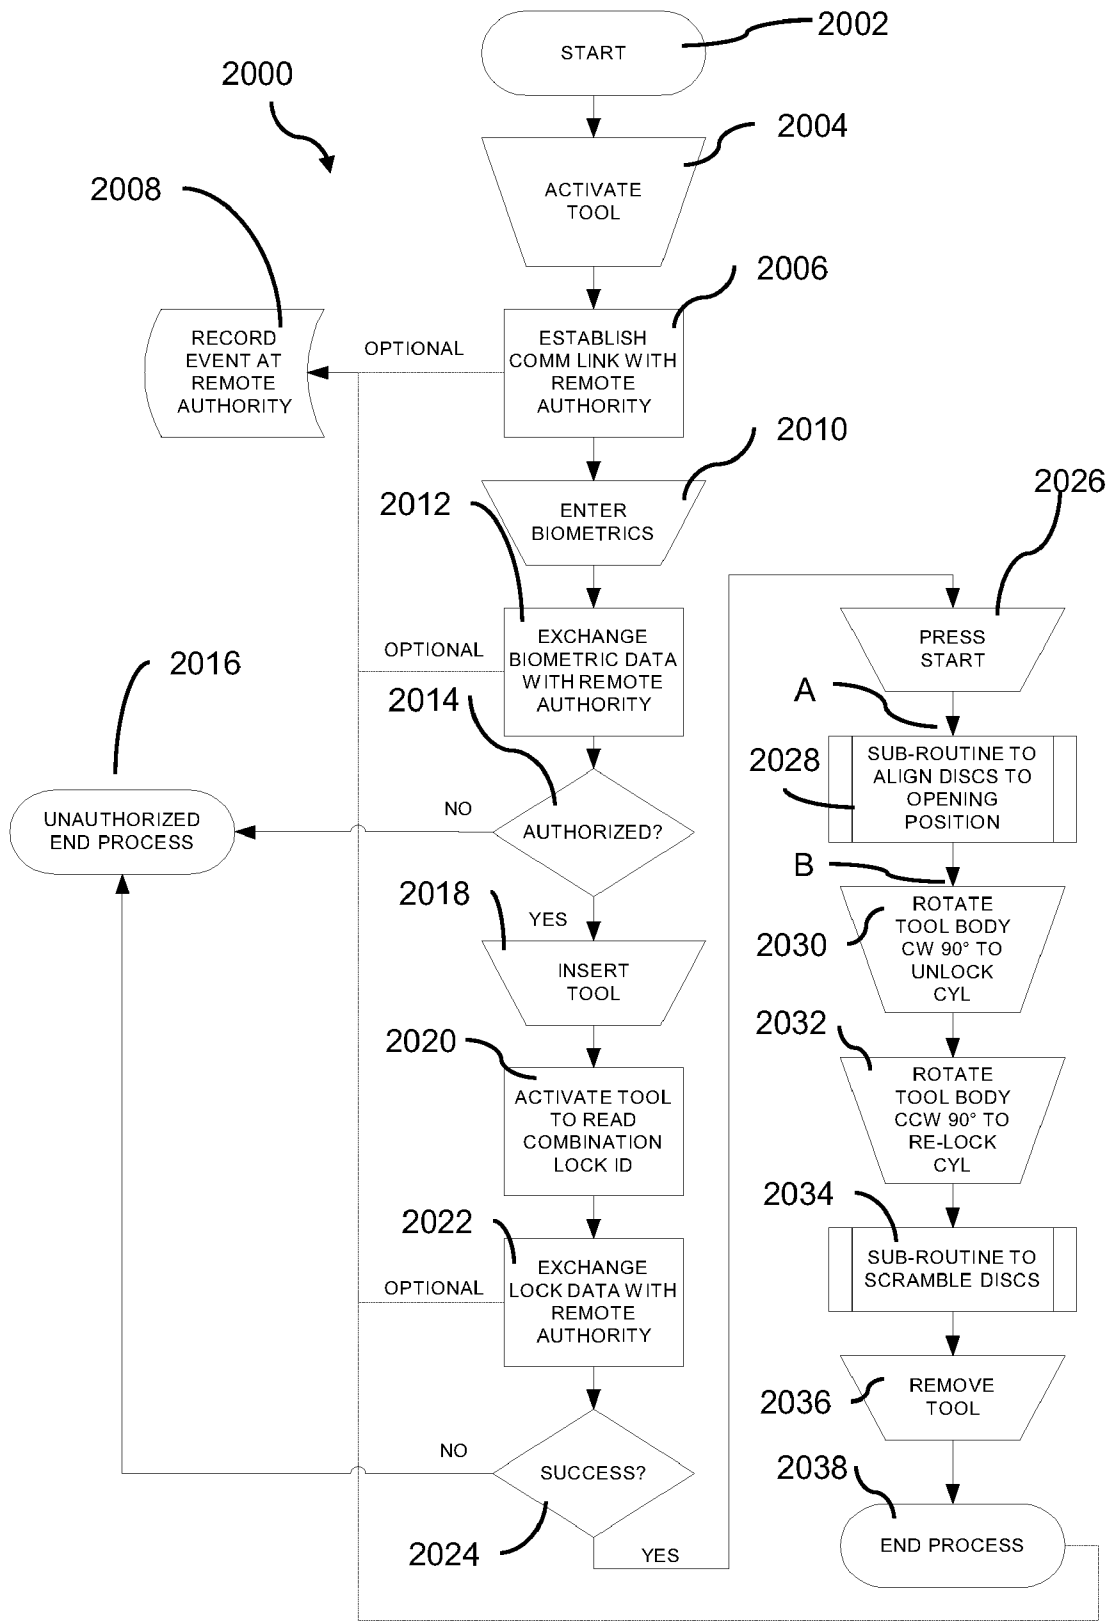 2002
START
2000
2004
ACTIVATE
TOOL
2008
2006
RECORD
EVENT AT
REMOTE
AUTHORITY
OPTIONAL
ESTABLISH
COMM LINK WITH
REMOTE
AUTHORITY
2010
2012
ENTER
BIOMETRICS
OPTIONAL
EXCHANGE
BIOMETRIC DATA
WITH REMOTE
AUTHORITY
2016
2014
UNAUTHORIZED
END PROCESS
NO
AUTHORIZED?
2018
YES
INSERT
TOOL
2020
ACTIVATE TOOL
TO READ
COMBINATION
LOCK ID
2022
OPTIONAL
EXCHANGE
LOCK DATA WITH
REMOTE
AUTHORITY
NO
SUCCESS?
2024
YES
2026
PRESS
START
A
2028
SUB-ROUTINE TO
ALIGN DISCS TO
OPENING
POSITION
B
2030
ROTATE
TOOL BODY
CW 90° TO
UNLOCK
CYL
2032
ROTATE
TOOL BODY
CCW 90° TO
RE-LOCK
CYL
2034
SUB-ROUTINE TO
SCRAMBLE DISCS
2036
REMOVE
TOOL
2038
END PROCESS